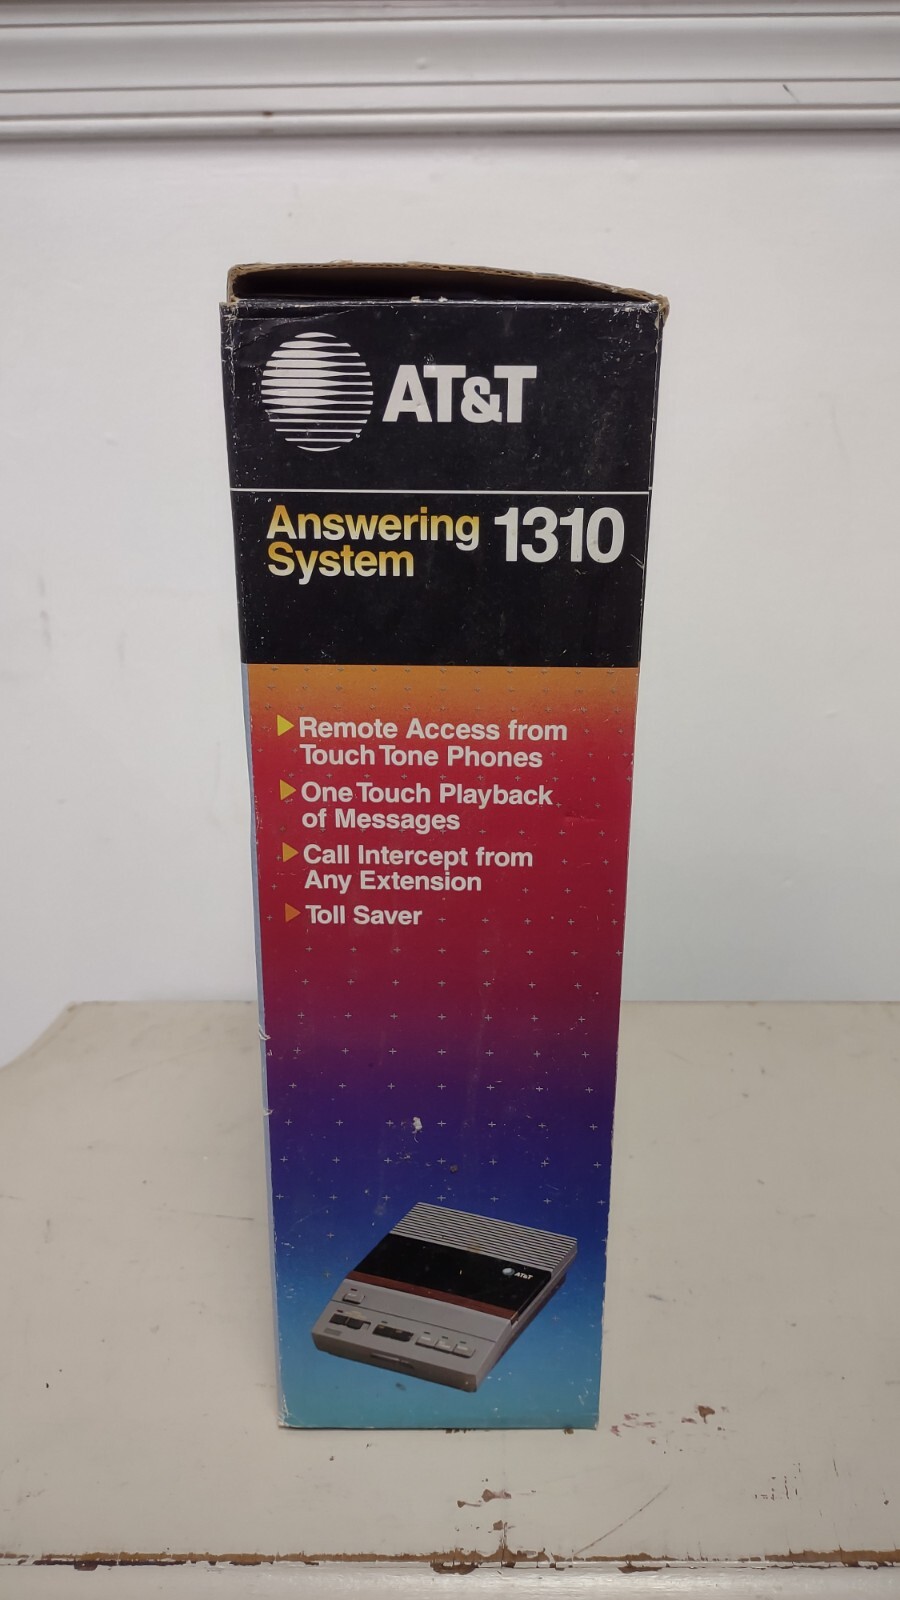 AT&T
Answering 1310
System
Remote Access from
Touch Tone Phones
One Touch Playback
of Messages
Call Intercept from
Any Extension
Toll Saver
AT&T